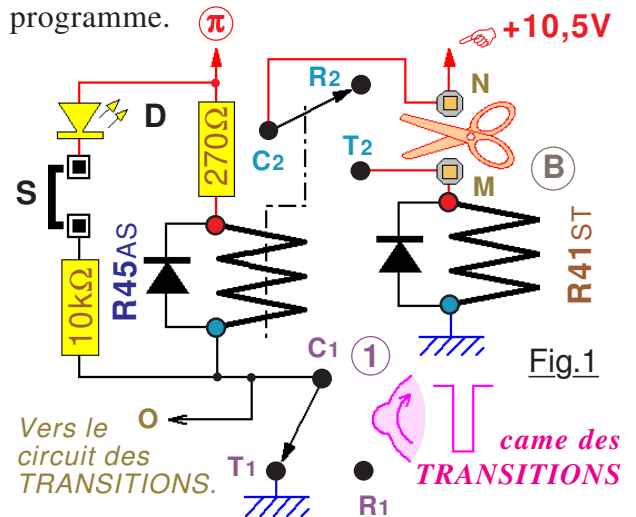 programme.
π
+10,5V
R2
N
D
C2
T2
270Ω
S
B
M
R45AS
R41ST
10kΩ
C1
1
Fig.1
O
Vers le
circuit des
TRANSITIONS.
came des
TRANSITIONS
T1
R1